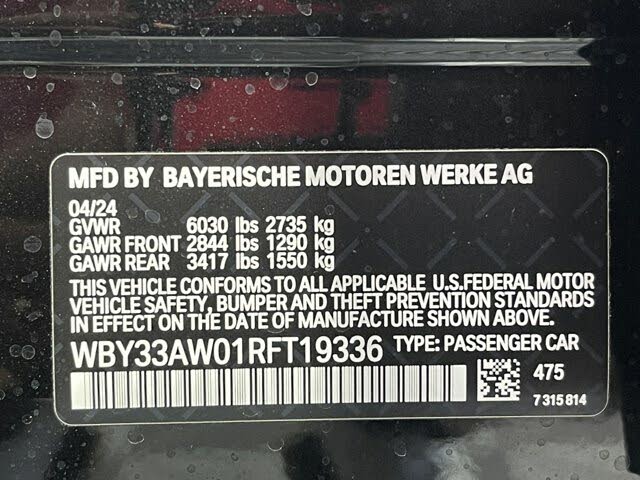 MFD BY BAYERISCHE MOTOREN WERKE AG
04/24
GVWR 6030 lbs 2735 kg
GAWR FRONT 2844 lbs 1290 kg
GAWR REAR 3417 lbs 1550 kg
THIS VEHICLE CONFORMS TO ALL APPLICABLE U.S.FEDERAL MOTOR
VEHICLE SAFETY, BUMPER AND THEFT PREVENTION STANDARDS
IN EFFECT ON THE DATE OF MANUFACTURE SHOWN ABOVE.
WBY33AW01RFT19336 TYPE: PASSENGER CAR
475
7 315 814